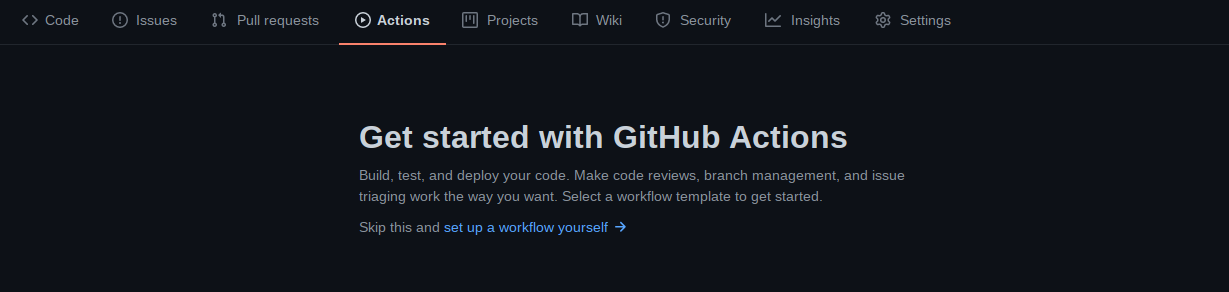 Code Issues Pull requests Actions Projects Wiki Security Insights Settings
Get started with GitHub Actions
Build, test, and deploy your code. Make code reviews, branch management, and issue
triaging work the way you want. Select a workflow template to get started.
Skip this and set up a workflow yourself →